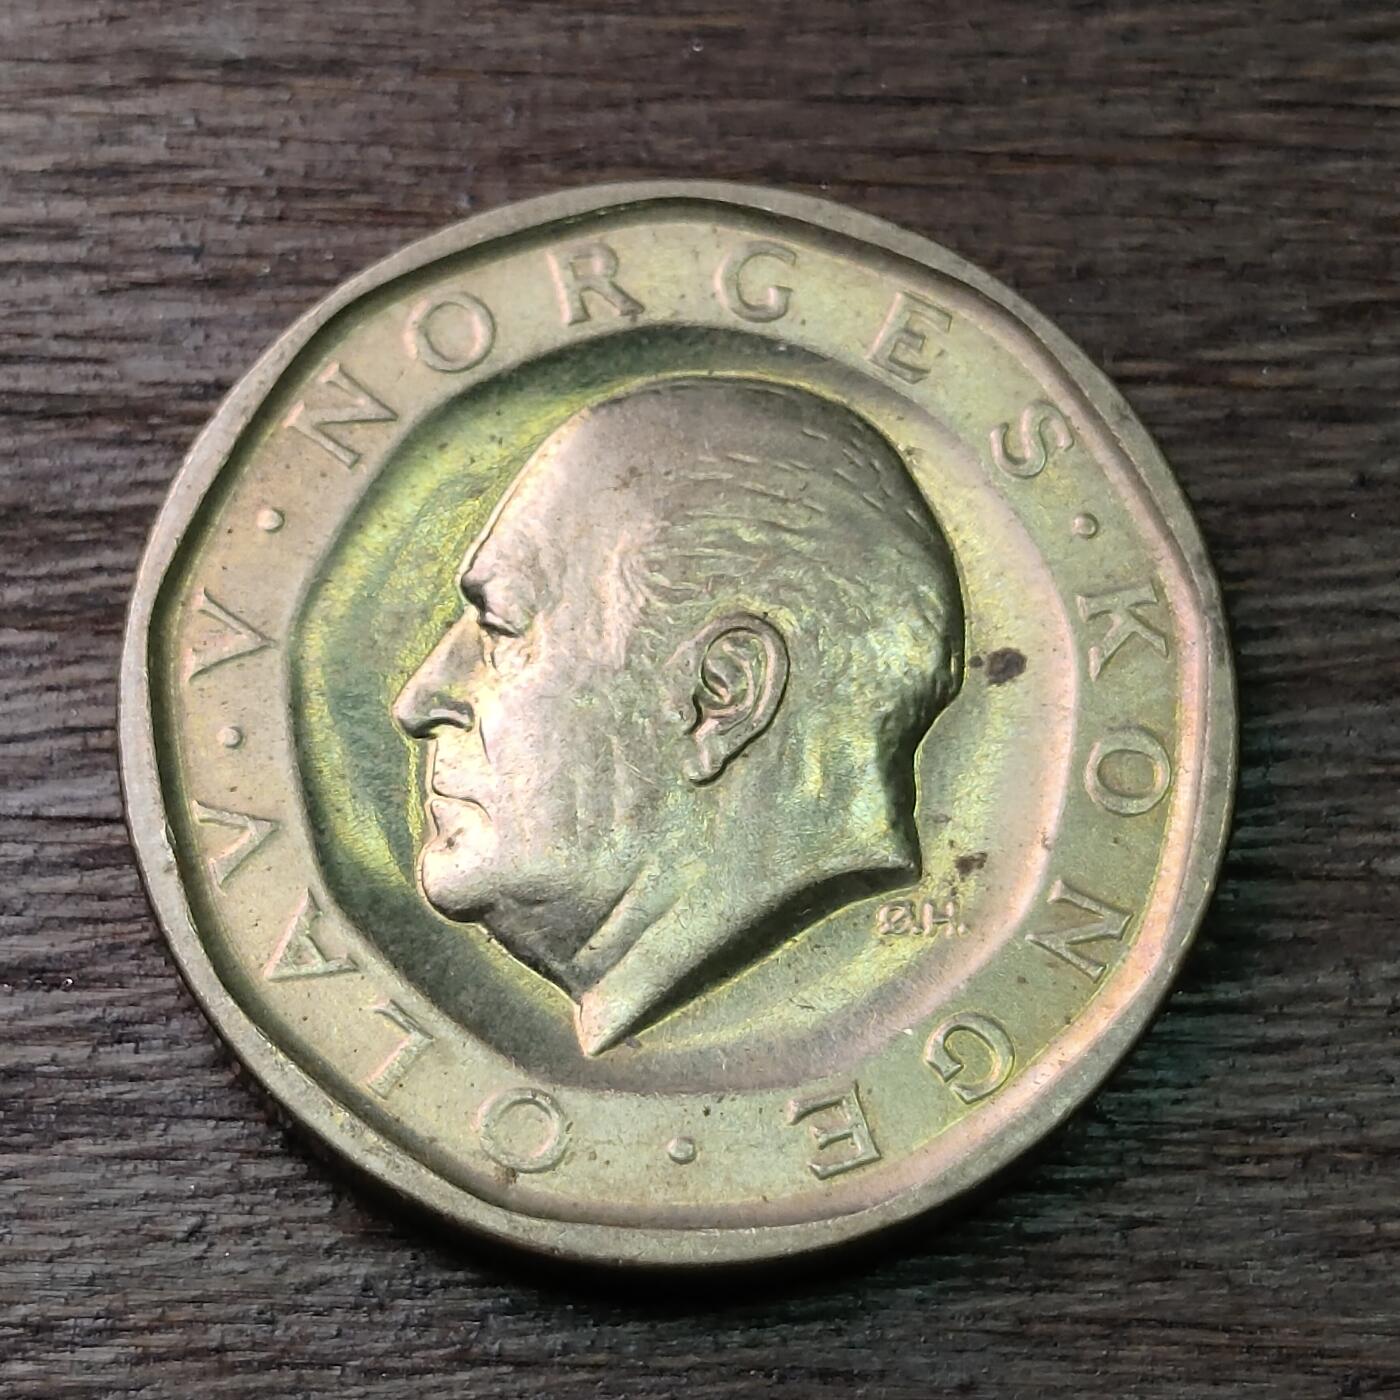 OLAV · V · NORGES · KONGE ·
Ø.H.